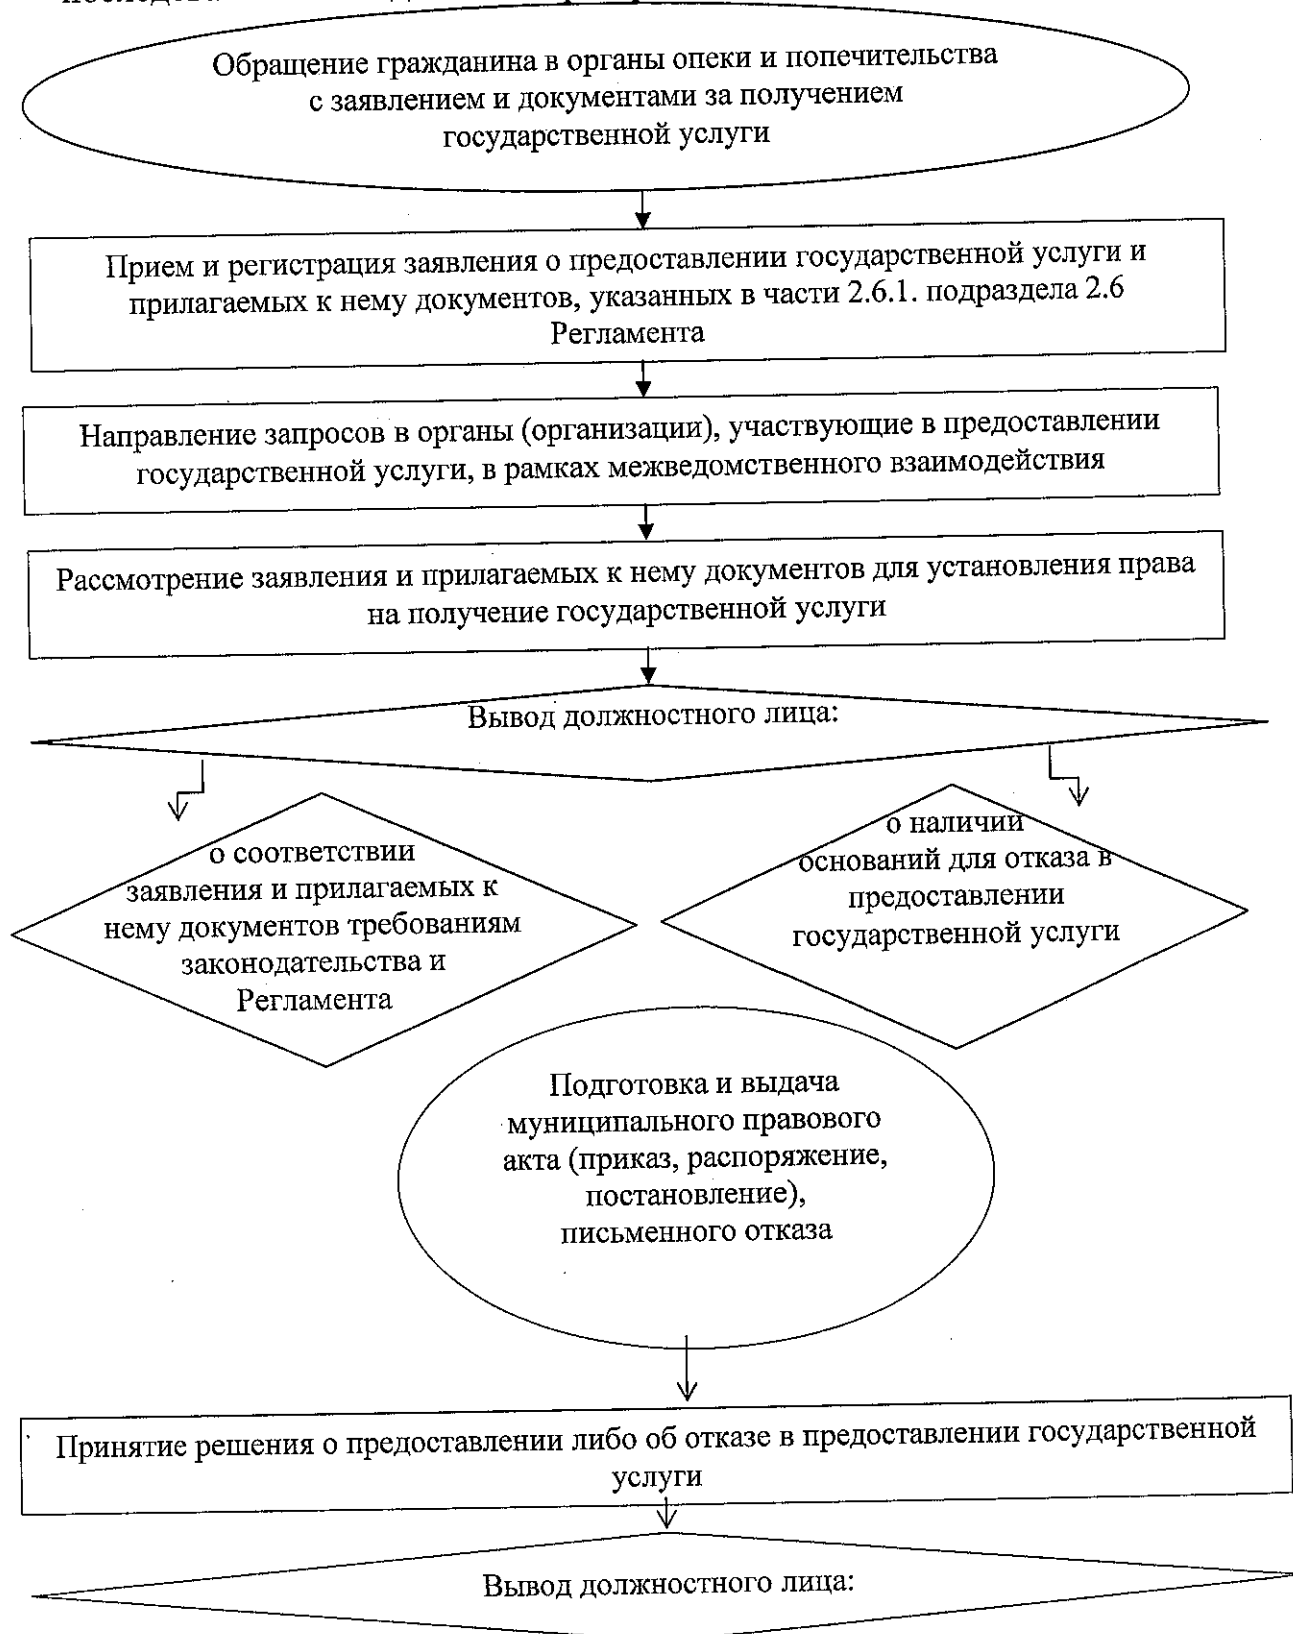 Обращение гражданина в органы опеки и попечительства
с заявлением и документами за получением
государственной услуги
Прием и регистрация заявления о предоставлении государственной услуги и
прилагаемых к нему документов, указанных в части 2.6.1. подраздела 2.6
Регламента
Направление запросов в органы (организации), участвующие в предоставлении
государственной услуги, в рамках межведомственного взаимодействия
Рассмотрение заявления и прилагаемых к нему документов для установления права
на получение государственной услуги
Вывод должностного лица:
о соответствии
заявления и прилагаемых к
нему документов требованиям
законодательства и
Регламента
о наличии
оснований для отказа в
предоставлении
государственной услуги
Подготовка и выдача
муниципального правового
акта (приказ, распоряжение,
постановление),
письменного отказа
Принятие решения о предоставлении либо об отказе в предоставлении государственной
услуги
Вывод должностного лица: